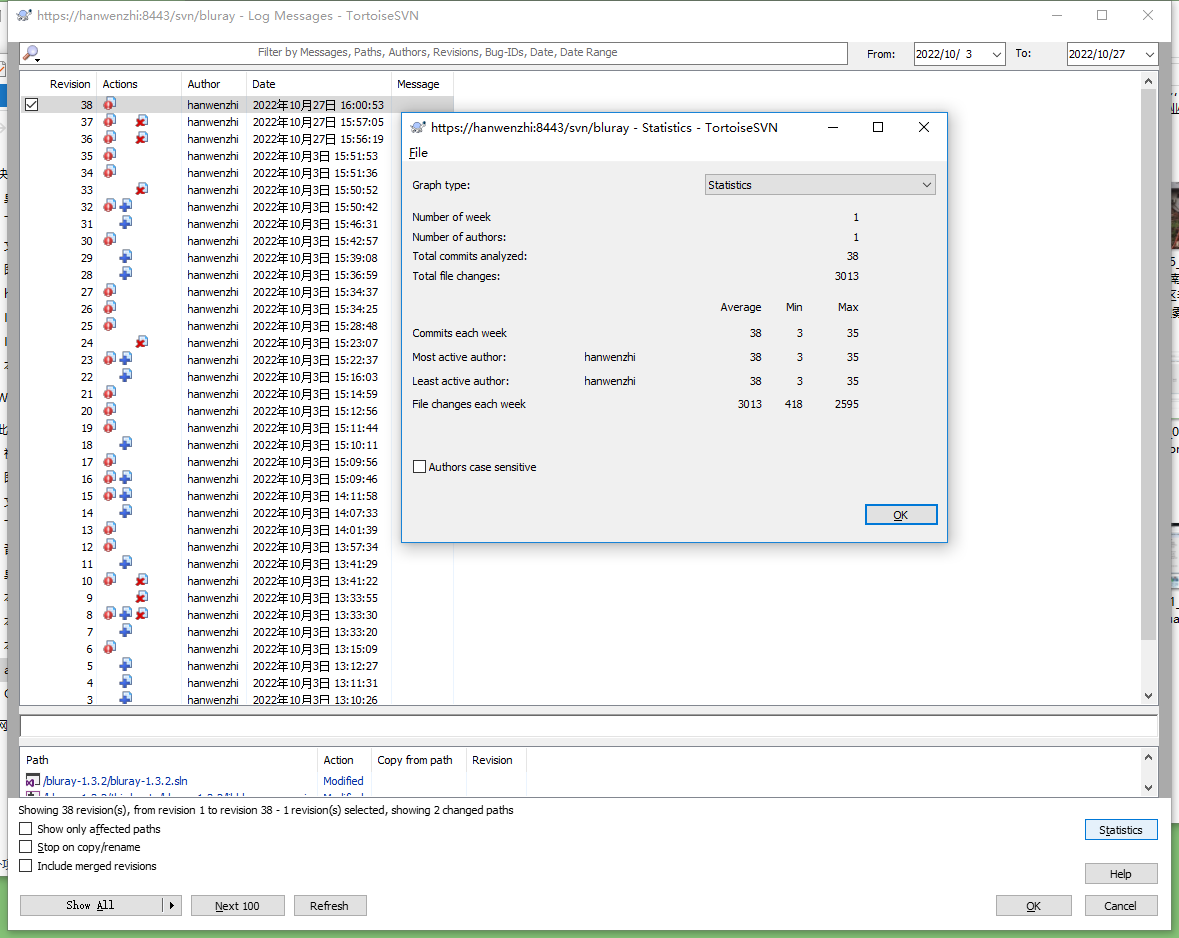 https://hanwenzhi:8443/svn/bluray - Log Messages - TortoiseSVN
Filter by Messages, Paths, Authors, Revisions, Bug-IDs, Date, Date Range
From: 2022/10/ 3 To: 2022/10/27
Revision Actions Author Date Message
38 hanwenzhi 2022年10月27日 16:00:53
37 hanwenzhi 2022年10月27日 15:57:05
36 hanwenzhi 2022年10月27日 15:56:19
35 hanwenzhi 2022年10月3日 15:51:53
34 hanwenzhi 2022年10月3日 15:51:36
33 hanwenzhi 2022年10月3日 15:50:52
32 hanwenzhi 2022年10月3日 15:50:42
31 hanwenzhi 2022年10月3日 15:46:31
30 hanwenzhi 2022年10月3日 15:42:57
29 hanwenzhi 2022年10月3日 15:39:08
28 hanwenzhi 2022年10月3日 15:36:59
27 hanwenzhi 2022年10月3日 15:34:37
26 hanwenzhi 2022年10月3日 15:34:25
25 hanwenzhi 2022年10月3日 15:28:48
24 hanwenzhi 2022年10月3日 15:23:07
23 hanwenzhi 2022年10月3日 15:22:37
22 hanwenzhi 2022年10月3日 15:16:03
21 hanwenzhi 2022年10月3日 15:14:59
20 hanwenzhi 2022年10月3日 15:12:56
19 hanwenzhi 2022年10月3日 15:11:44
18 hanwenzhi 2022年10月3日 15:10:11
17 hanwenzhi 2022年10月3日 15:09:56
16 hanwenzhi 2022年10月3日 15:09:46
15 hanwenzhi 2022年10月3日 14:11:58
14 hanwenzhi 2022年10月3日 14:07:33
13 hanwenzhi 2022年10月3日 14:01:39
12 hanwenzhi 2022年10月3日 13:57:34
11 hanwenzhi 2022年10月3日 13:41:29
10 hanwenzhi 2022年10月3日 13:41:22
9 hanwenzhi 2022年10月3日 13:33:55
8 hanwenzhi 2022年10月3日 13:33:30
7 hanwenzhi 2022年10月3日 13:33:20
6 hanwenzhi 2022年10月3日 13:15:09
5 hanwenzhi 2022年10月3日 13:12:27
4 hanwenzhi 2022年10月3日 13:11:31
3 hanwenzhi 2022年10月3日 13:10:26
https://hanwenzhi:8443/svn/bluray - Statistics - TortoiseSVN
File
Graph type: Statistics
Number of week 1
Number of authors: 1
Total commits analyzed: 38
Total file changes: 3013
Average Min Max
Commits each week 38 3 35
Most active author: hanwenzhi 38 3 35
Least active author: hanwenzhi 38 3 35
File changes each week 3013 418 2595
Authors case sensitive
OK
Path Action Copy from path Revision
/bluray-1.3.2/bluray-1.3.2.sln Modified
Showing 38 revision(s), from revision 1 to revision 38 - 1 revision(s) selected, showing 2 changed paths
Show only affected paths
Stop on copy/rename
Include merged revisions
Statistics
Help
Show All Next 100 Refresh OK Cancel